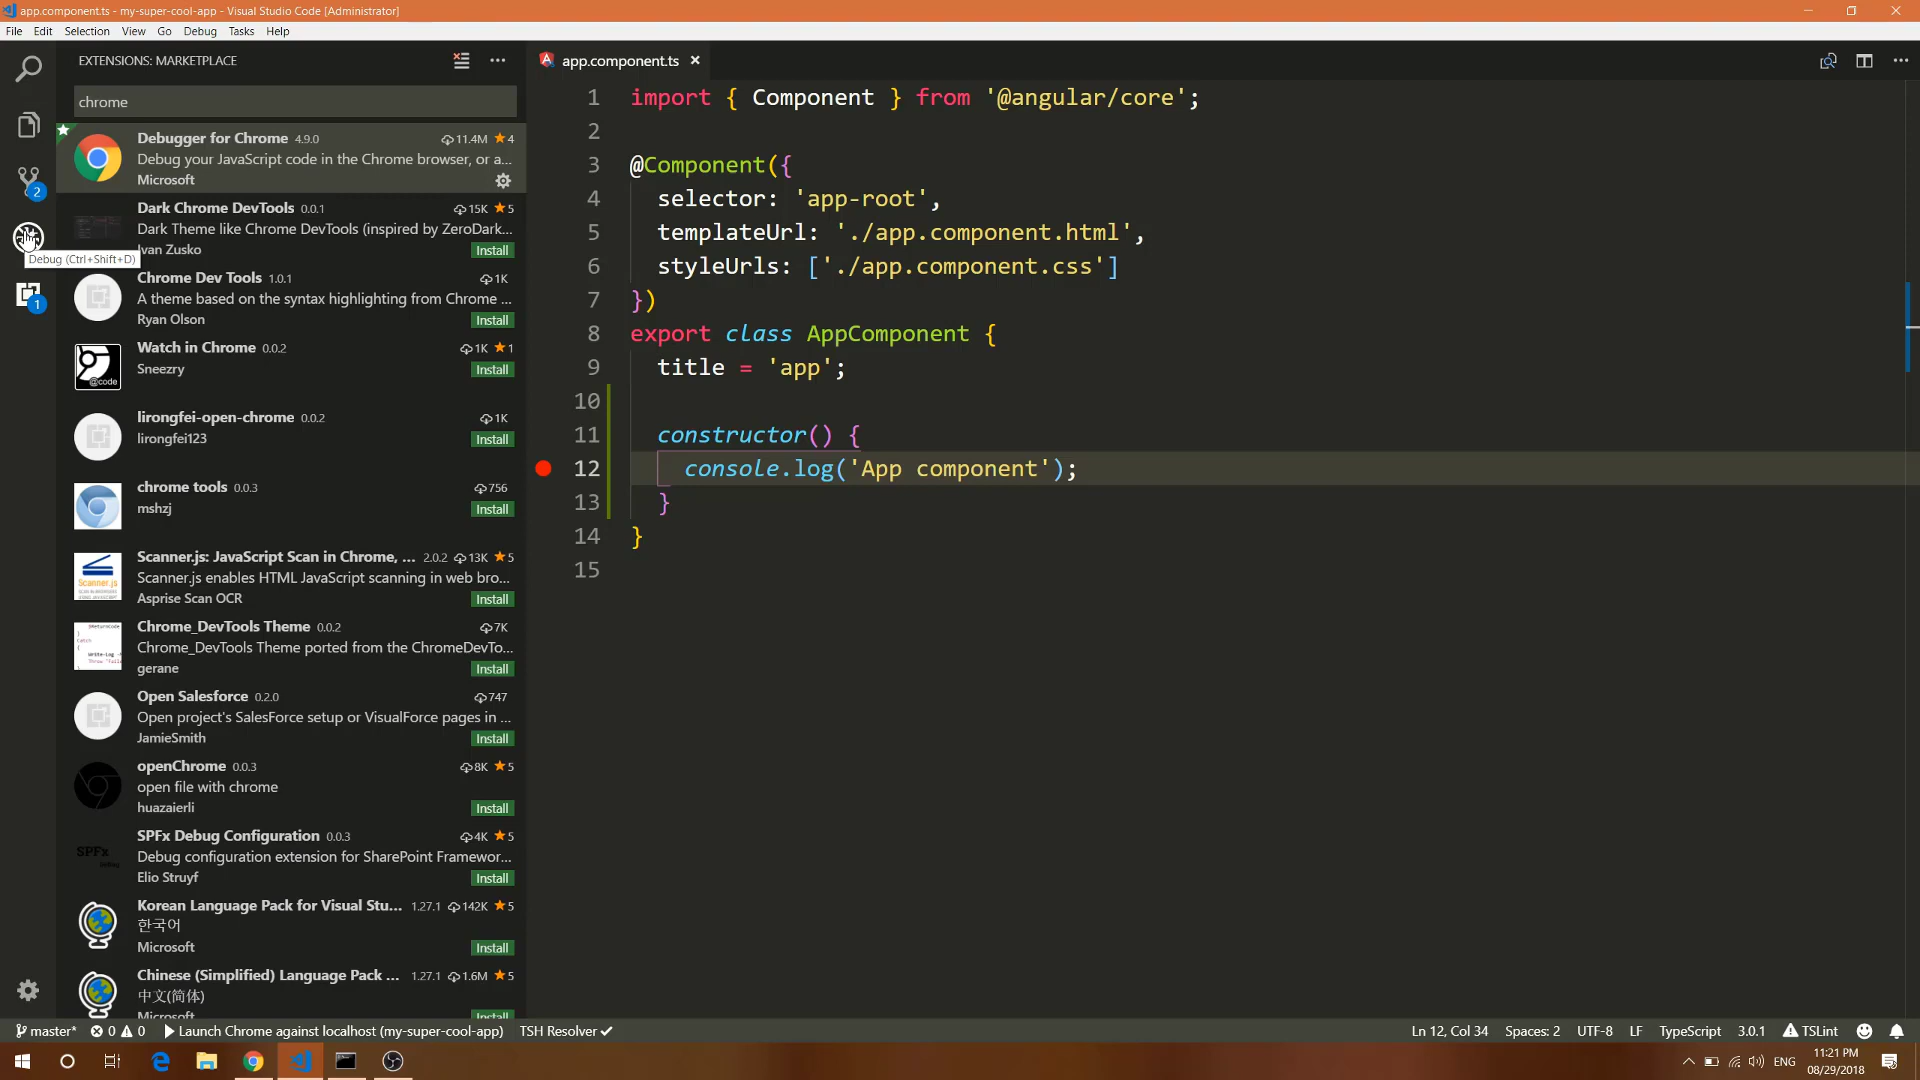 app.component.ts - my-super-cool-app - Visual Studio Code [Administrator]
File Edit Selection View Go Debug Tasks Help
EXTENSIONS: MARKETPLACE
chrome
Debugger for Chrome 4.9.0 11.4M 4
Debug your JavaScript code in the Chrome browser, or a...
Microsoft
Dark Chrome DevTools 0.0.1 15K 5
Dark Theme like Chrome DevTools (inspired by ZeroDark...
Ivan Zusko Install
Debug (Ctrl+Shift+D)
Chrome Dev Tools 1.0.1 1K
A theme based on the syntax highlighting from Chrome ...
Ryan Olson Install
Watch in Chrome 0.0.2 1K 1
Sneezry Install
@code
lirongfei-open-chrome 0.0.2 1K
lirongfei123 Install
chrome tools 0.0.3 756
mshzj Install
Scanner.js: JavaScript Scan in Chrome, ... 2.0.2 13K 5
Scanner.js enables HTML JavaScript scanning in web bro...
Asprise Scan OCR Install
Scanner.js
Chrome_DevTools Theme 0.0.2 7K
Chrome_DevTools Theme ported from the ChromeDevTo...
gerane Install
Open Salesforce 0.2.0 747
Open project's SalesForce setup or VisualForce pages in ...
JamieSmith Install
openChrome 0.0.3 8K 5
open file with chrome
huazaierli Install
SPFx Debug Configuration 0.0.3 4K 5
Debug configuration extension for SharePoint Framewor...
Elio Struyf Install
SPFx
Korean Language Pack for Visual Stu... 1.27.1 142K 5
한국어
Microsoft Install
Chinese (Simplified) Language Pack ... 1.27.1 1.6M 5
中文(简体)
Microsoft Install
2
1
app.component.ts
1 import { Component } from '@angular/core';
2
3 @Component({
4 selector: 'app-root',
5 templateUrl: './app.component.html',
6 styleUrls: ['./app.component.css']
7 })
8 export class AppComponent {
9 title = 'app';
10
11 constructor() {
12 console.log('App component');
13 }
14 }
15
master* 0 0 Launch Chrome against localhost (my-super-cool-app) TSH Resolver
Ln 12, Col 34 Spaces: 2 UTF-8 LF TypeScript 3.0.1 TSLint
ENG 11:21 PM
08/29/2018